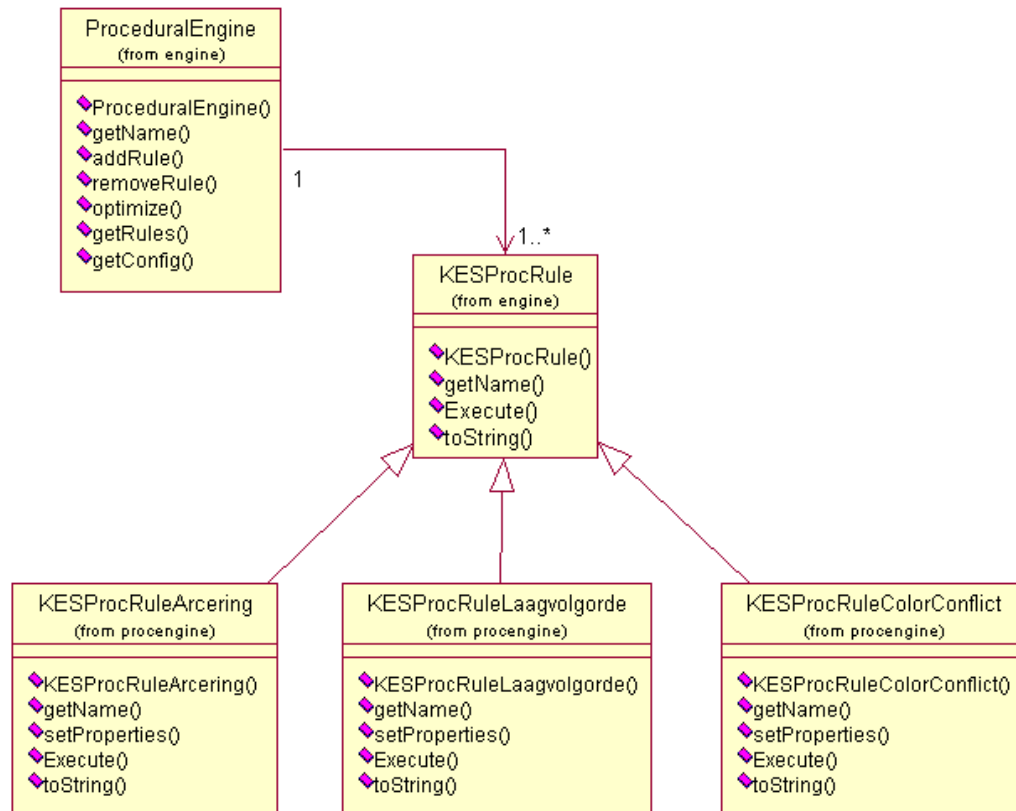 ProceduralEngine
(from engine)
ProceduralEngine()
getName()
addRule()
removeRule()
optimize()
getRules()
getConfig()
1
1..*
KESProcRule
(from engine)
KESProcRule()
getName()
Execute()
toString()
KESProcRuleArcering
(from procengine)
KESProcRuleArcering()
getName()
setProperties()
Execute()
toString()
KESProcRuleLaagvolgorde
(from procengine)
KESProcRuleLaagvolgorde()
getName()
setProperties()
Execute()
toString()
KESProcRuleColorConflict
(from procengine)
KESProcRuleColorConflict()
getName()
setProperties()
Execute()
toString()